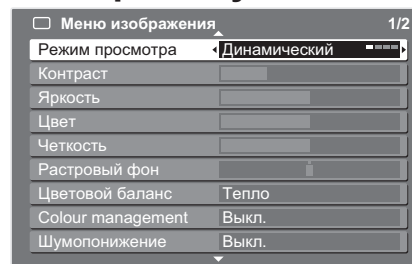 Меню изображения 1/2
Режим просмотра Динамический
Контраст
Яркость
Цвет
Четкость
Растровый фон
Цветовой баланс Тепло
Colour management Выкл.
Шумопонижение Выкл.